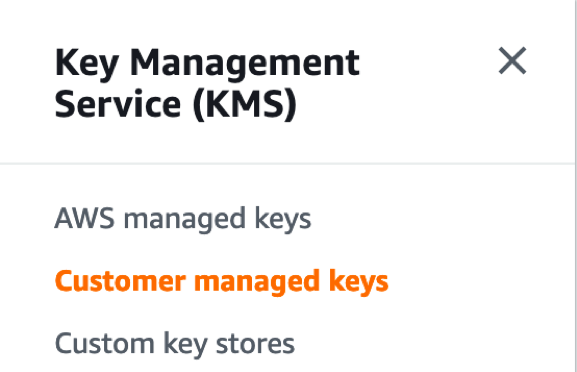 Key Management
Service (KMS)
AWS managed keys
Customer managed keys
Custom key stores